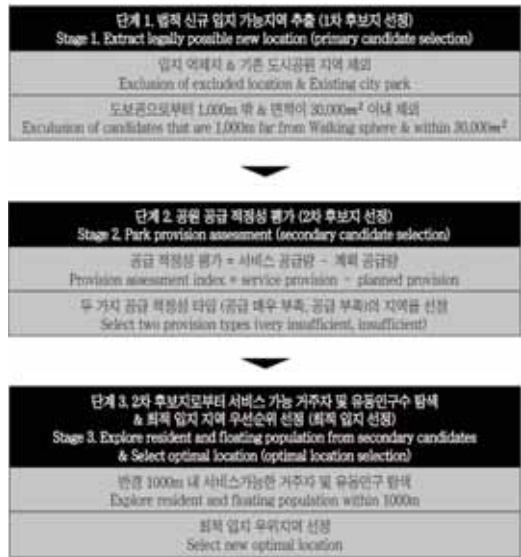 단계 1. 법적 신규 입지 가능지역 추출 (1차 후보지 선정)
Stage 1. Extract legally possible new location (primary candidate selection)
입지 억제지 & 기존 도시공원 지역 제외
Exclusion of excluded location & Existing city park
도보권으로부터 1,000m 밖 & 면적이 30,000m² 이내 제외
Exculusion of candidates that are 1,000m far from Walking sphere & within 30,000m²
단계 2. 공원 공급 적정성 평가 (2차 후보지 선정)
Stage 2. Park provision assessment (secondary candidate selection)
공급 적정성 평가 = 서비스 공급량 - 계획 공급량
Provision assessment index = service provision - planned provision
두 가지 공급 적정성 타입 (공급 매우 부족, 공급 부족)의 지역을 선정
Select two provision types (very insufficient, insufficient)
단계 3. 2차 후보지로부터 서비스 가능 거주자 및 유동인구수 탐색
& 최적 입지 지역 우선순위 선정 (최적 입지 선정)
Stage 3. Explore resident and floating population from secondary candidates
& Select optimal location (optimal location selection)
반경 1000m 내 서비스가능한 거주자 및 유동인구 탐색
Explore resident and floating population within 1000m
최적 입지 우위지역 선정
Select new optimal location